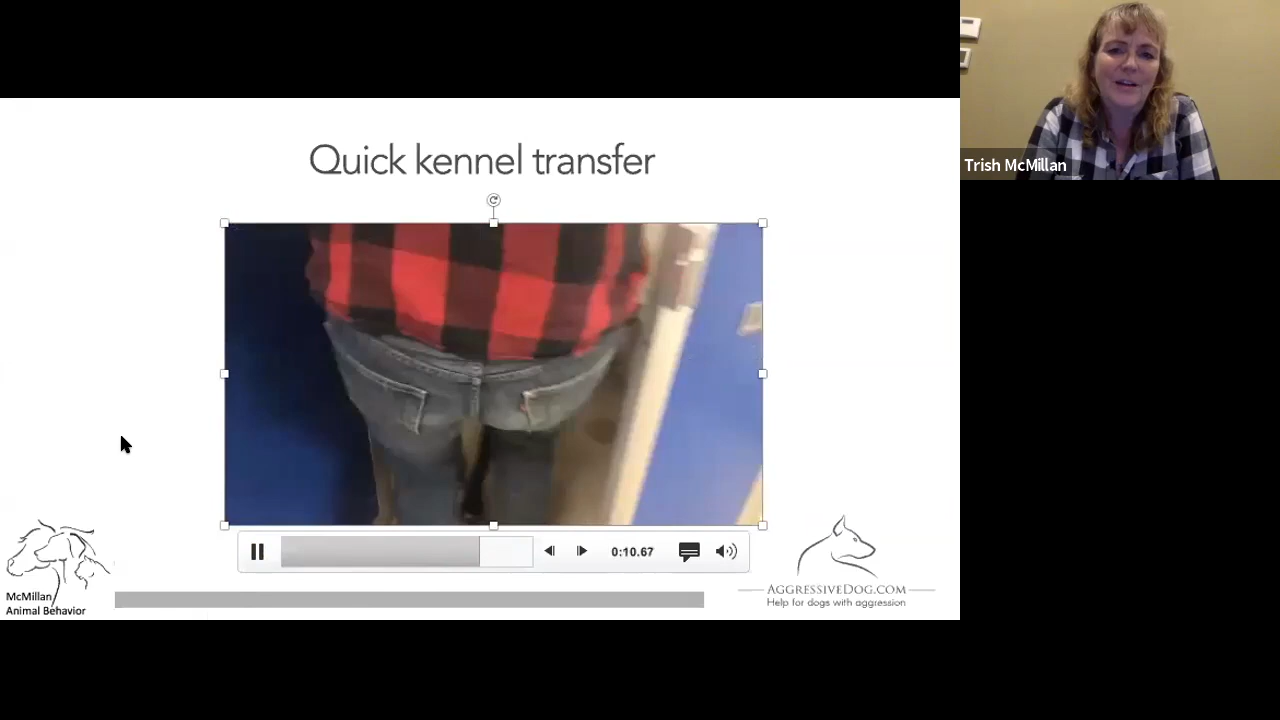 Quick kennel transfer
Trish McMillan
0:10.67
McMillan
Animal Behavior
AGGRESSIVEDOG.COM
Help for dogs with aggression